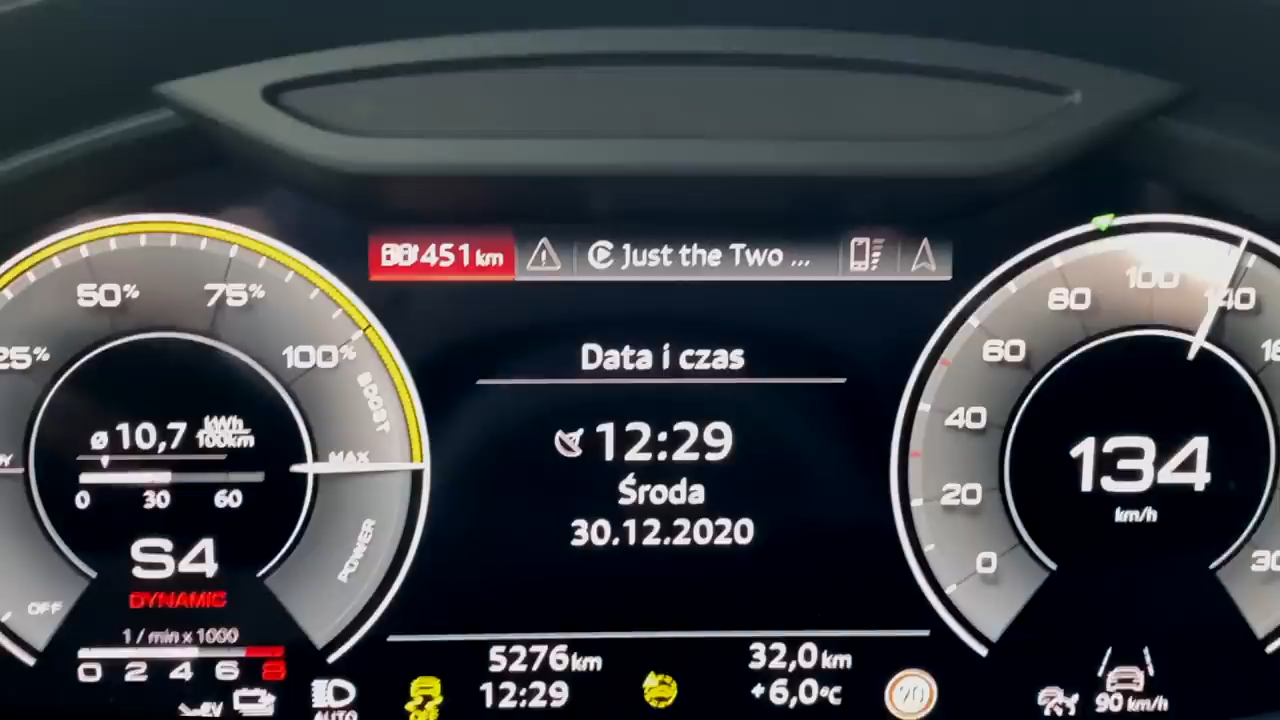 451 km
Just the Two ...
Data i czas
12:29
Środa
30.12.2020
25%
50%
75%
100%
BOOST
MAX
POWER
OFF
ø 10,7 kWh/100km
0 30 60
S4
DYNAMIC
1 / min x 1000
0 2 4 6 8
EV
AUTO
OFF
5276 km
12:29
32,0 km
+6,0°C
0
20
40
60
80
100
134
km/h
90 km/h